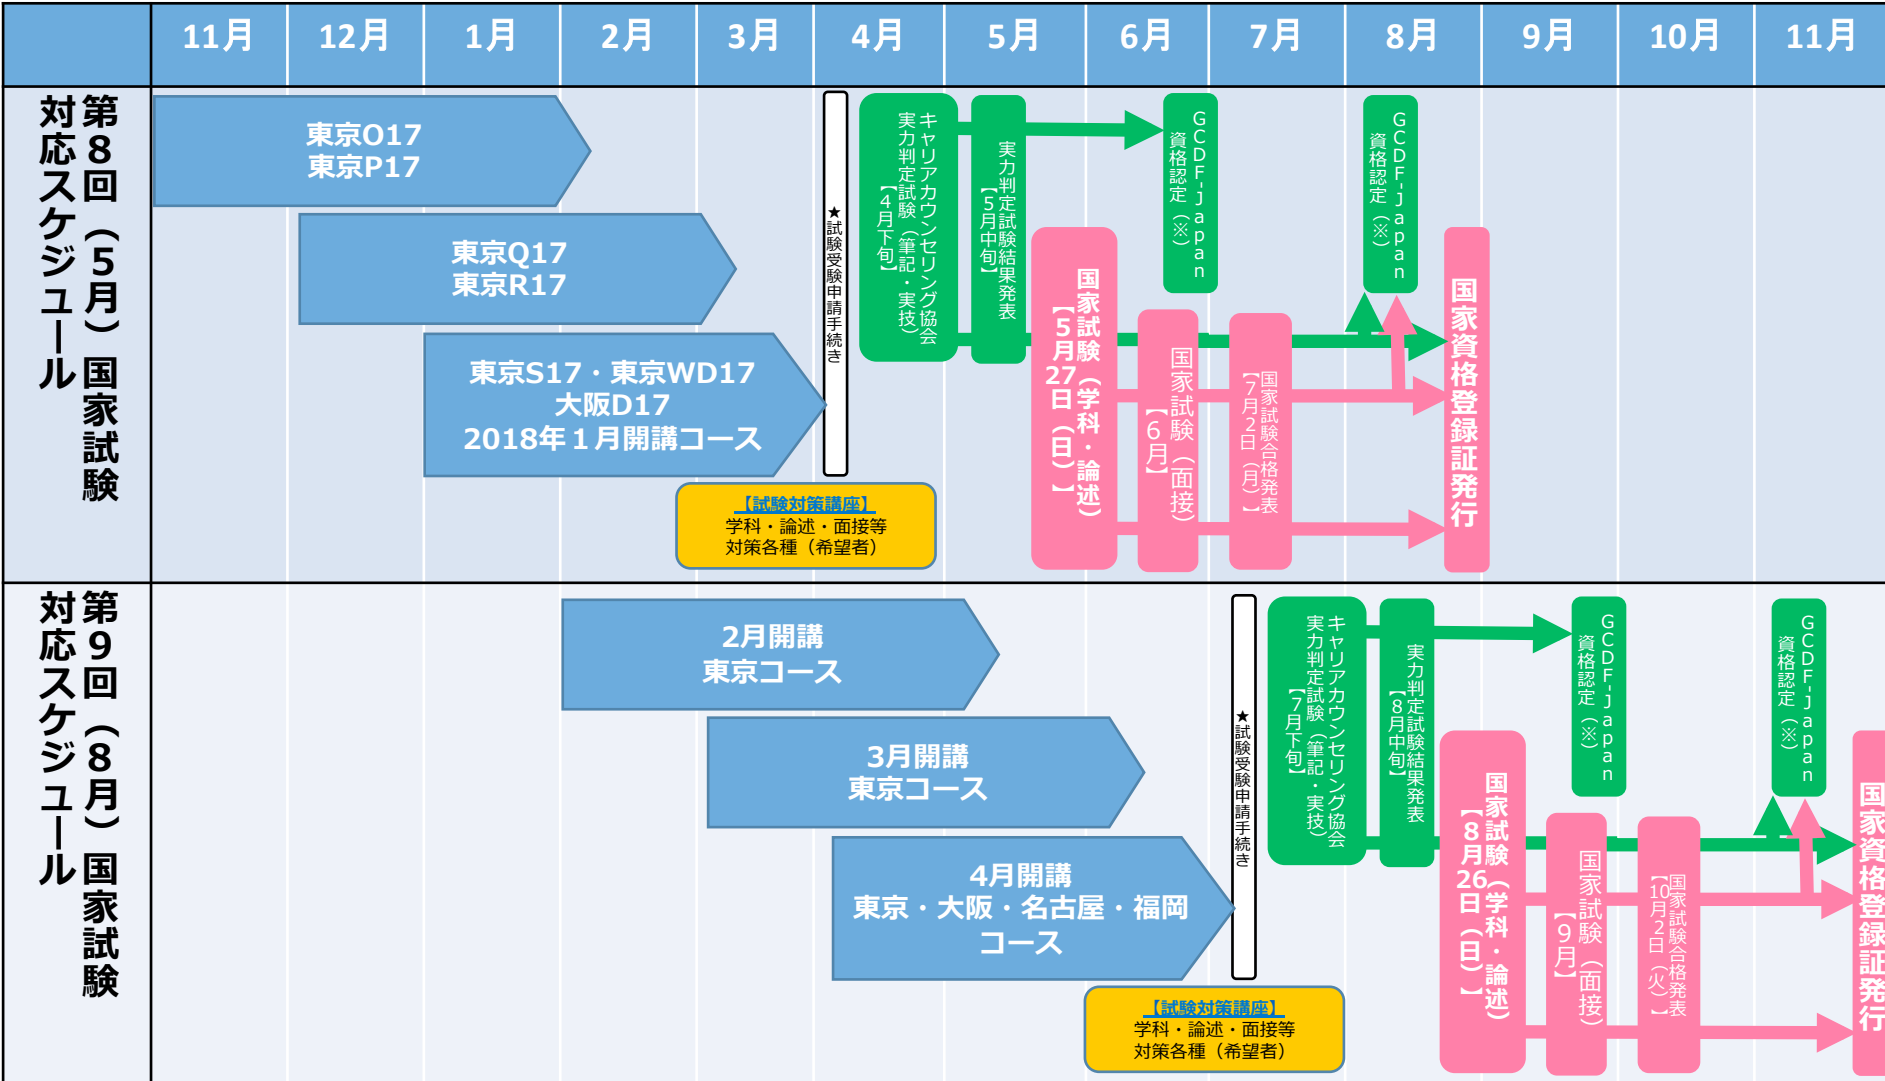 11月
12月
1月
2月
3月
4月
5月
6月
7月
8月
9月
10月
11月
第8回（5月）国家試験
対応スケジュール
東京O17
東京P17
東京Q17
東京R17
東京S17・東京WD17
大阪D17
2018年１月開講コース
【試験対策講座】
学科・論述・面接等
対策各種（希望者）
★試験受験申請手続き
キャリアカウンセリング協会
実力判定試験（筆記・実技）
【４月下旬】
実力判定試験結果発表
【５月中旬】
国家試験（学科・論述）
【５月27日（日）】
国家試験（面接）
【６月】
国家試験合格発表
【７月２日（月）】
GCDF-Japan
資格認定（※）
GCDF-Japan
資格認定（※）
国家資格登録証発行
第9回（8月）国家試験
対応スケジュール
2月開講
東京コース
3月開講
東京コース
4月開講
東京・大阪・名古屋・福岡
コース
【試験対策講座】
学科・論述・面接等
対策各種（希望者）
★試験受験申請手続き
キャリアカウンセリング協会
実力判定試験（筆記・実技）
【７月下旬】
実力判定試験結果発表
【８月中旬】
国家試験（学科・論述）
【８月26日（日）】
国家試験（面接）
【９月】
国家試験合格発表
【10月２日（火）】
GCDF-Japan
資格認定（※）
GCDF-Japan
資格認定（※）
国家資格登録証発行